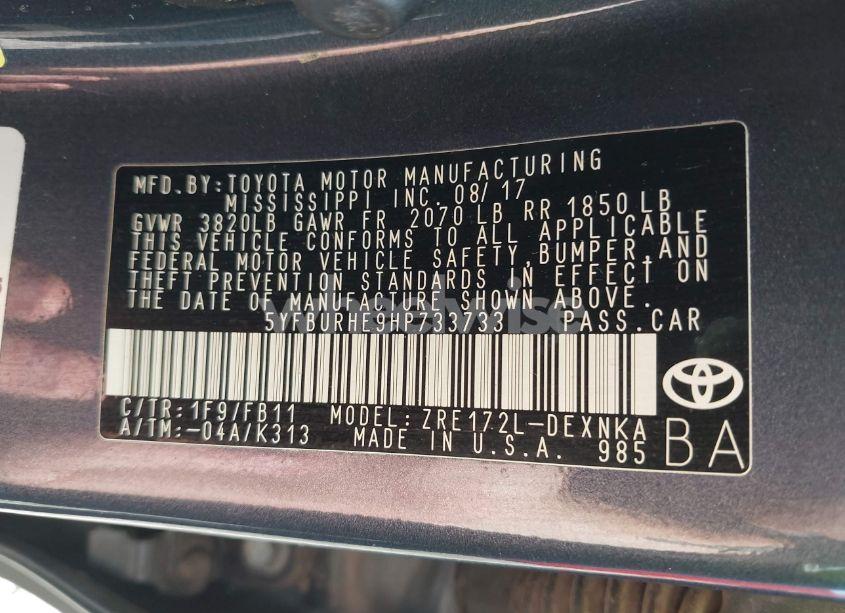 MFD.BY:TOYOTA MOTOR MANUFACTURING
MISSISSIPPI INC. 08/17
GVWR 3820LB GAWR FR 2070 LB RR 1850 LB
THIS VEHICLE CONFORMS TO ALL APPLICABLE
FEDERAL MOTOR VEHICLE SAFETY,BUMPER,AND
THEFT PREVENTION STANDARDS IN EFFECT ON
THE DATE OF MANUFACTURE SHOWN ABOVE.
5YFBURHE9HP733733 PASS.CAR
C/TR:1F9/FB11 MODEL:ZRE172L-DEXNKA
A/TM:-04A/K313 MADE IN U.S.A. 985
BA